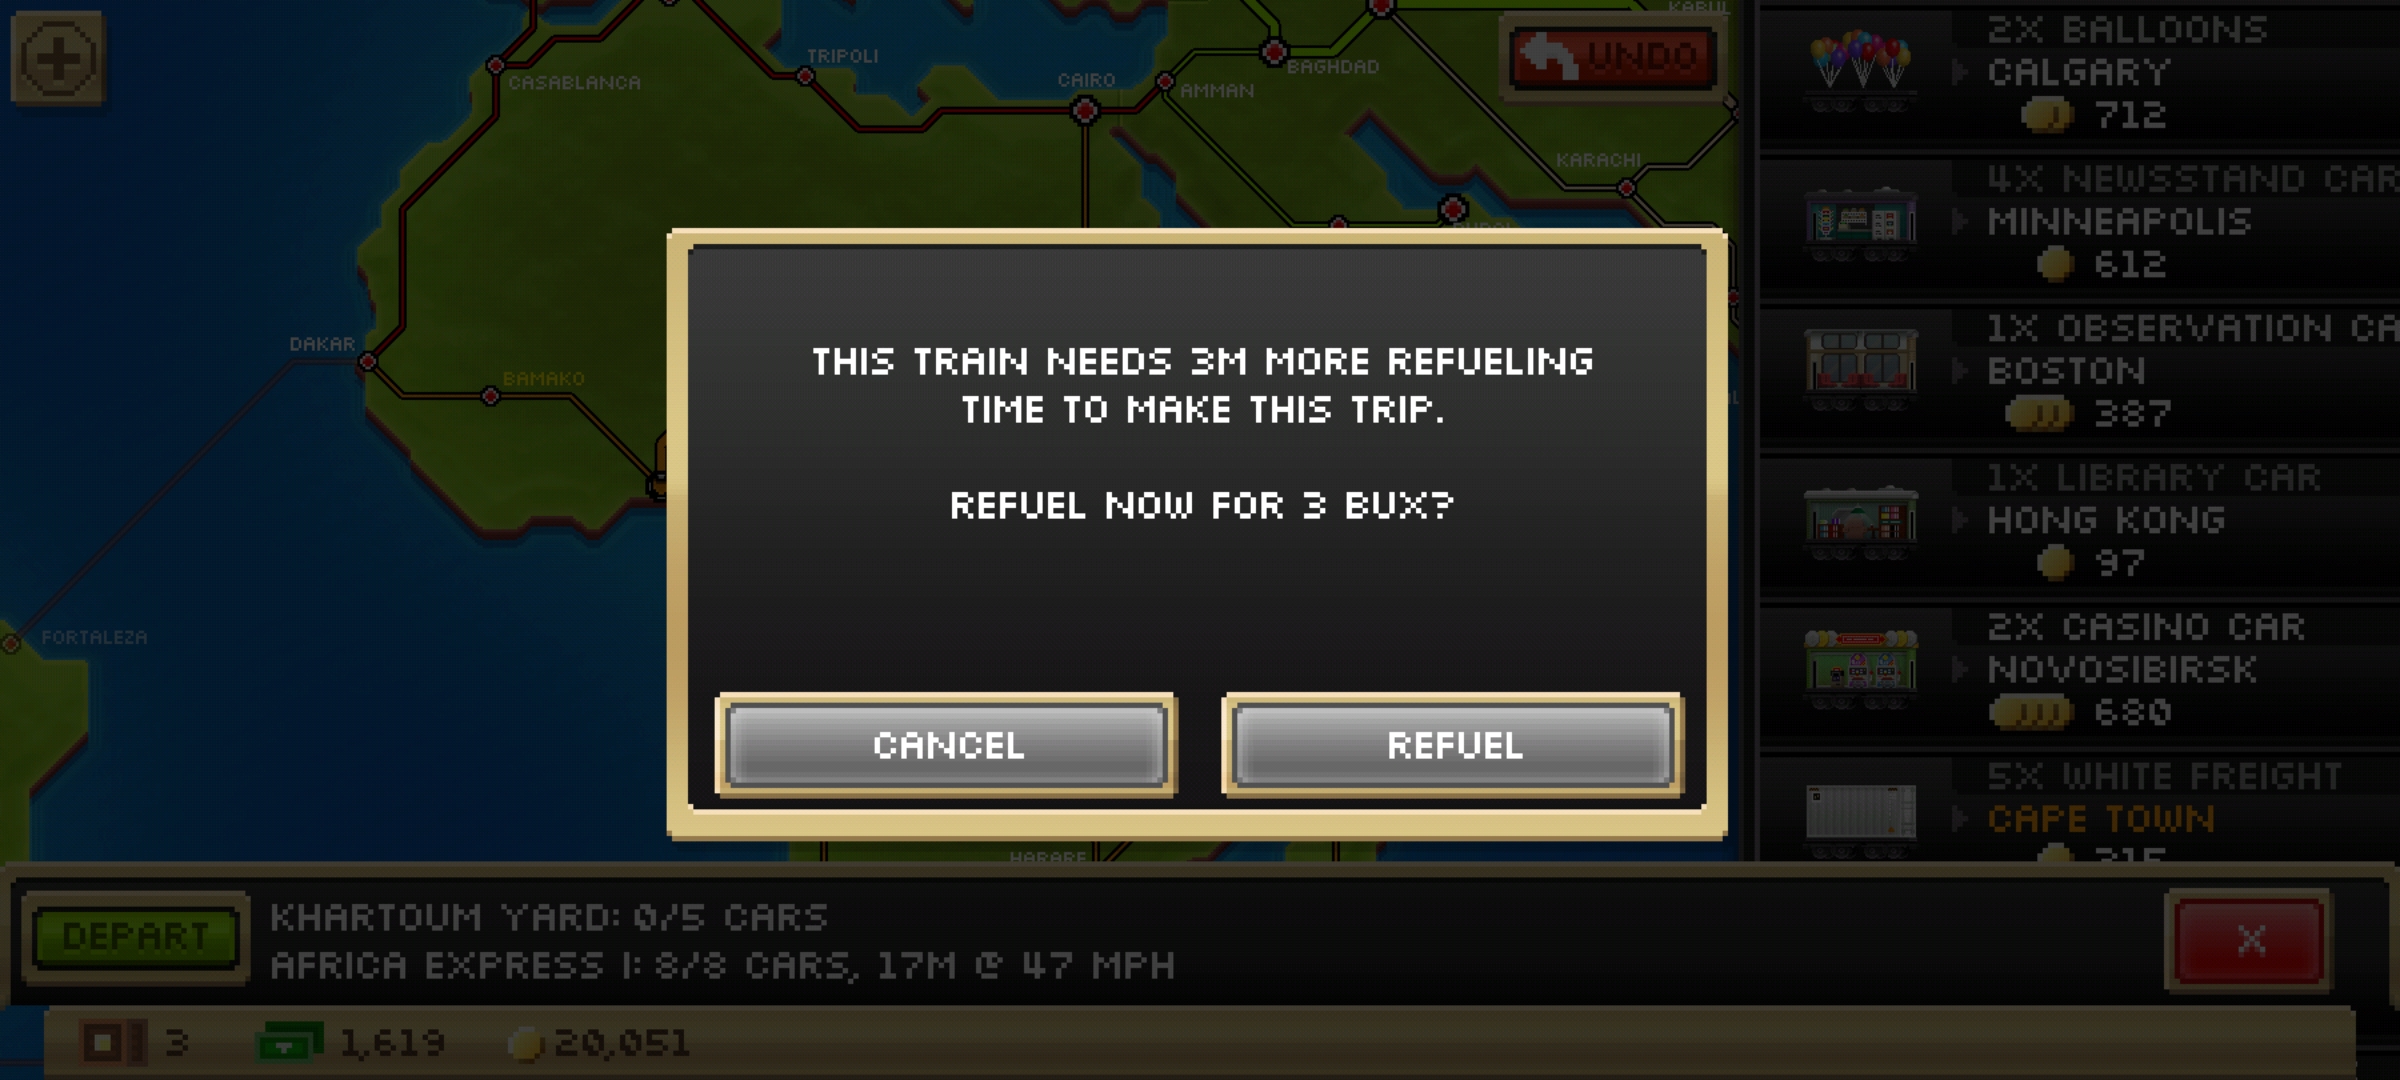 KABUL
UNDO
TRIPOLI
CASABLANCA
CAIRO
AMMAN
BAGHDAD
KARACHI
DUBAI
DAKAR
BAMAKO
FORTALEZA
HARARE
THIS TRAIN NEEDS 3M MORE REFUELING
TIME TO MAKE THIS TRIP.
REFUEL NOW FOR 3 BUX?
CANCEL
REFUEL
2X BALLOONS
CALGARY
712
4X NEWSSTAND CAR
MINNEAPOLIS
612
1X OBSERVATION CA
BOSTON
387
1X LIBRARY CAR
HONG KONG
97
2X CASINO CAR
NOVOSIBIRSK
680
5X WHITE FREIGHT
CAPE TOWN
315
DEPART
KHARTOUM YARD: 0/5 CARS
AFRICA EXPRESS I: 8/8 CARS, 17M @ 47 MPH
X
3
1,619
20,051